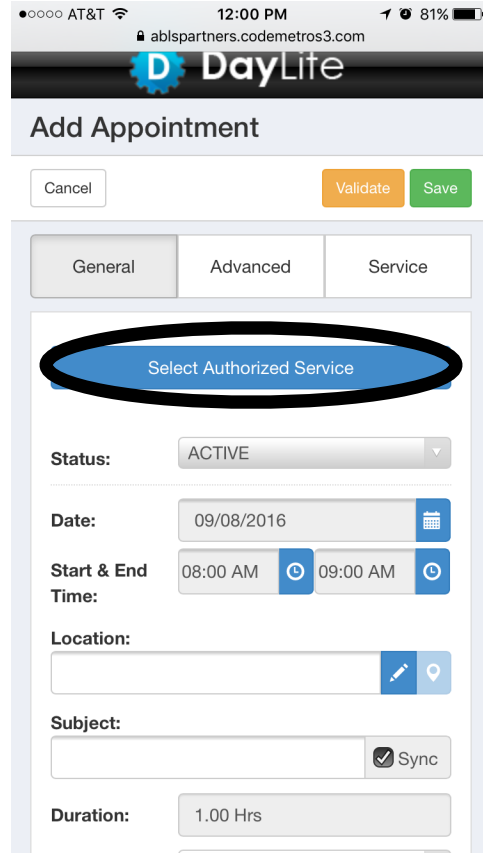 AT&T 12:00 PM 81%
ablspartners.codemetros3.com
D DayLite
Add Appointment
Cancel Validate Save
General Advanced Service
Select Authorized Service
Status: ACTIVE
Date: 09/08/2016
Start & End Time: 08:00 AM 09:00 AM
Location:
Subject:
Sync
Duration: 1.00 Hrs